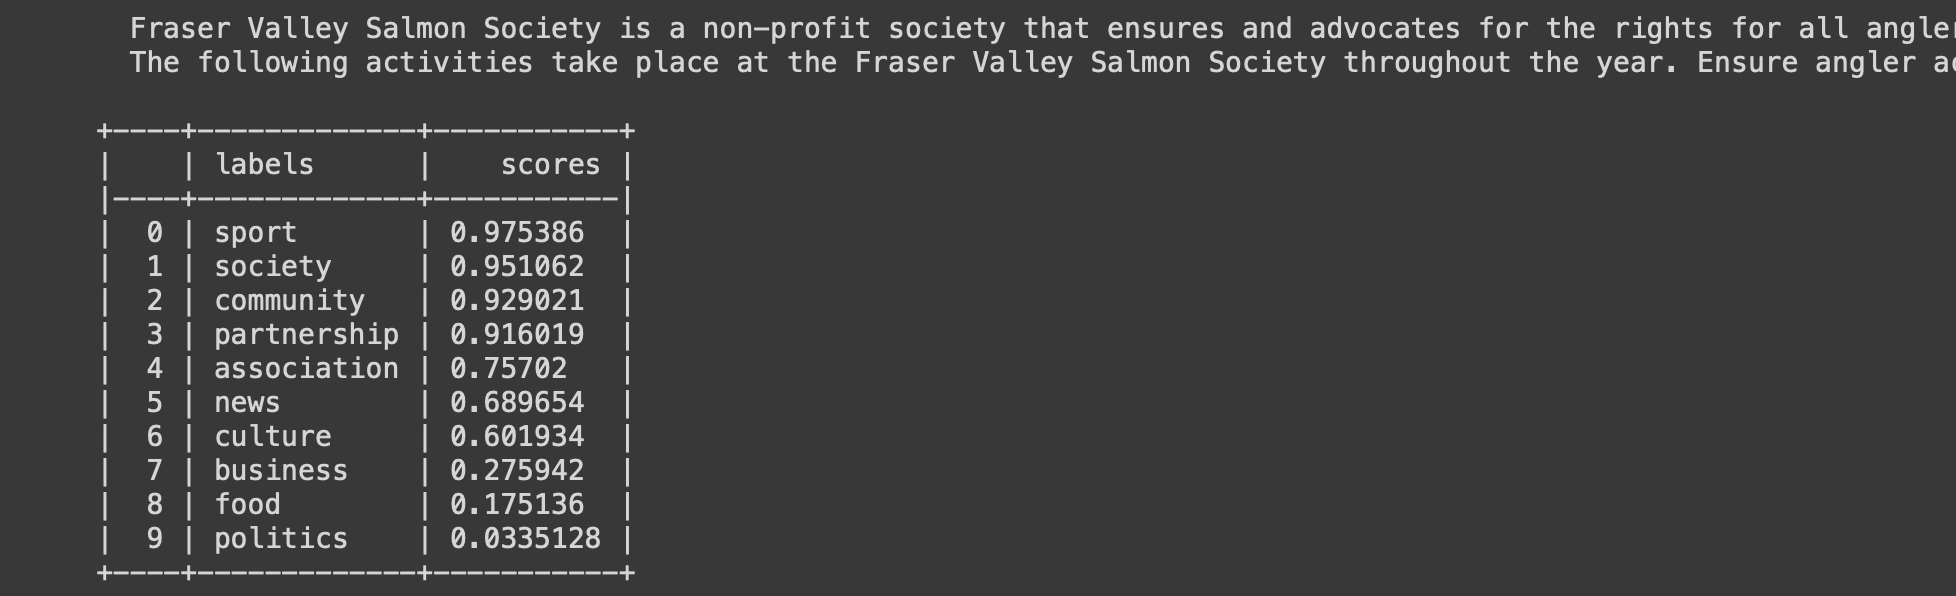 Fraser Valley Salmon Society is a non-profit society that ensures and advocates for the rights for all angler
The following activities take place at the Fraser Valley Salmon Society throughout the year. Ensure angler ac
+----+-------------+-----------+
|    | labels      |    scores |
|----+-------------+-----------|
|  0 | sport       | 0.975386  |
|  1 | society     | 0.951062  |
|  2 | community   | 0.929021  |
|  3 | partnership | 0.916019  |
|  4 | association | 0.75702   |
|  5 | news        | 0.689654  |
|  6 | culture     | 0.601934  |
|  7 | business    | 0.275942  |
|  8 | food        | 0.175136  |
|  9 | politics    | 0.0335128 |
+----+-------------+-----------+